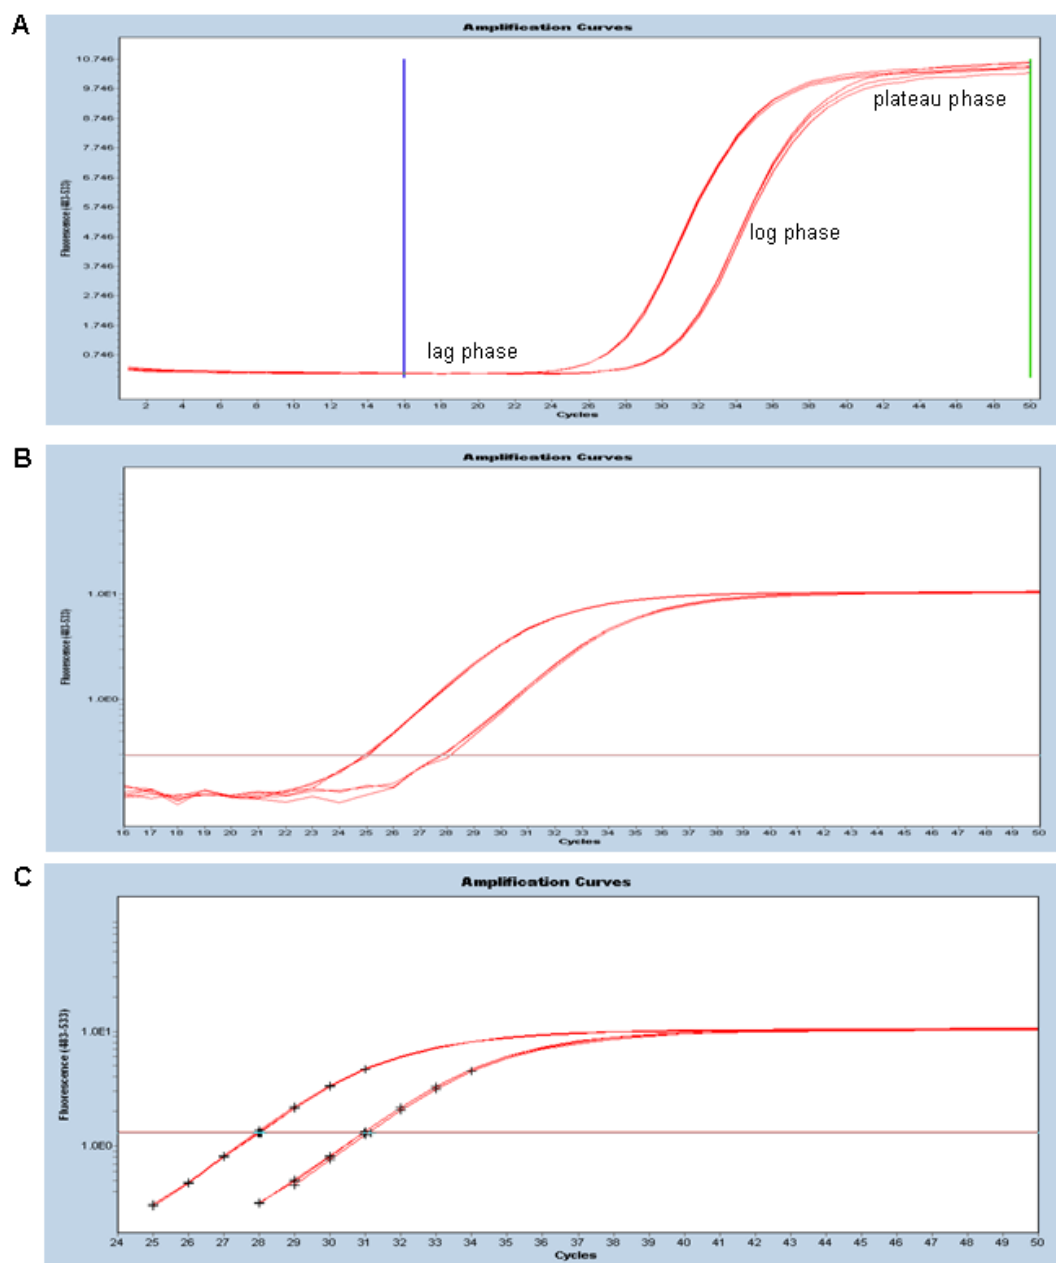 A
Amplification Curves
10.746
9.746
8.746
7.746
6.746
5.746
4.746
3.746
2.746
1.746
0.746
Fluorescence (483-533)
plateau phase
log phase
lag phase
2 4 6 8 10 12 14 16 18 20 22 24 26 28 30 32 34 36 38 40 42 44 46 48 50
Cycles
B
Amplification Curves
1.0E1
1.0E0
Fluorescence (483-533)
16 17 18 19 20 21 22 23 24 25 26 27 28 29 30 31 32 33 34 35 36 37 38 39 40 41 42 43 44 45 46 47 48 49 50
Cycles
C
Amplification Curves
1.0E1
1.0E0
Fluorescence (483-533)
24 25 26 27 28 29 30 31 32 33 34 35 36 37 38 39 40 41 42 43 44 45 46 47 48 49 50
Cycles